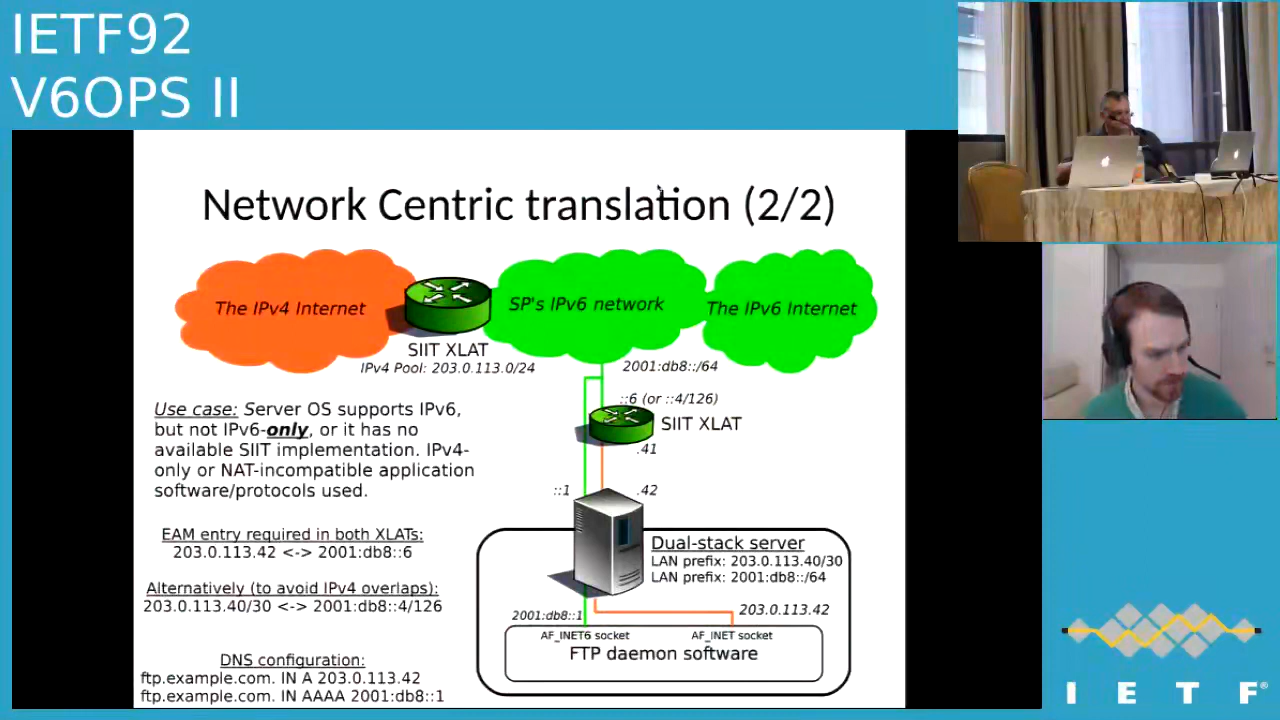 IETF92
V6OPS II
Network Centric translation (2/2)
The IPv4 Internet
SP's IPv6 network
The IPv6 Internet
SIIT XLAT
IPv4 Pool: 203.0.113.0/24
2001:db8::/64
::6 (or ::4/126)
SIIT XLAT
.41
::1
.42
Use case: Server OS supports IPv6,
but not IPv6-only, or it has no
available SIIT implementation. IPv4-
only or NAT-incompatible application
software/protocols used.
EAM entry required in both XLATs:
203.0.113.42 <-> 2001:db8::6
Alternatively (to avoid IPv4 overlaps):
203.0.113.40/30 <-> 2001:db8::4/126
DNS configuration:
ftp.example.com. IN A 203.0.113.42
ftp.example.com. IN AAAA 2001:db8::1
Dual-stack server
LAN prefix: 203.0.113.40/30
LAN prefix: 2001:db8::/64
2001:db8::1
203.0.113.42
AF_INET6 socket
AF_INET socket
FTP daemon software
I E T F®